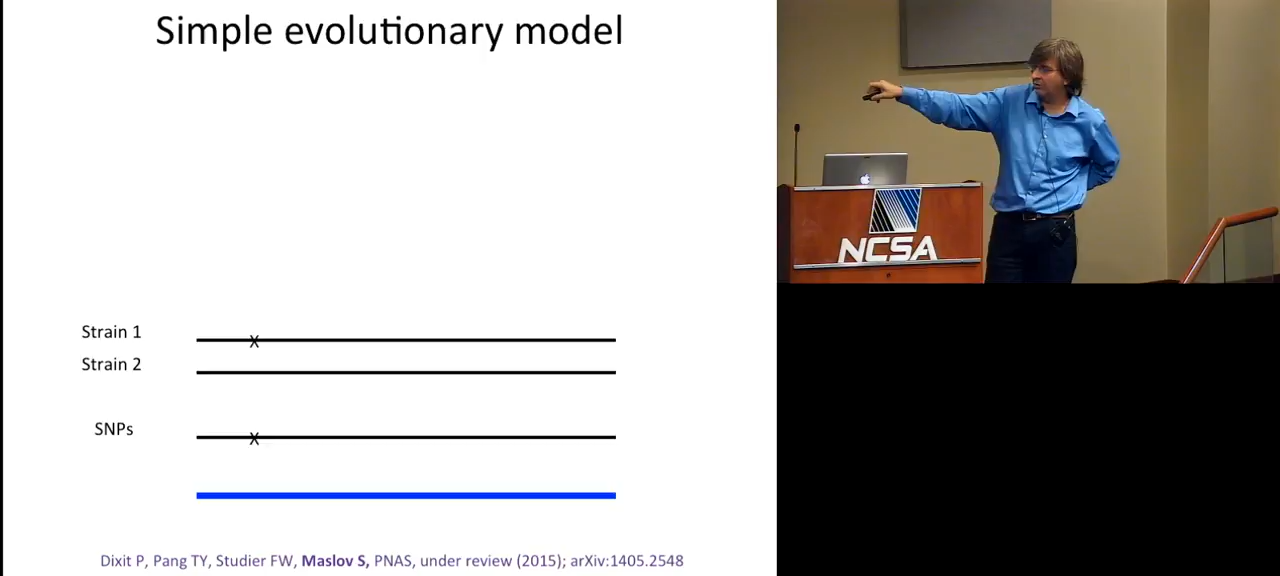 Simple evolutionary model
Strain 1
X
Strain 2
SNPs
X
Dixit P, Pang TY, Studier FW, Maslov S, PNAS, under review (2015); arXiv:1405.2548
NCSA